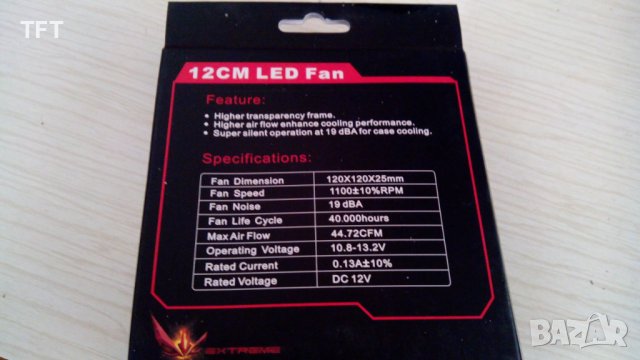 TFT
12CM LED Fan
Feature:
• Higher transparency frame.
• Higher air flow enhance cooling performance.
• Super silent operation at 19 dBA for case cooling.
Specifications:
Fan Dimension 120X120X25mm
Fan Speed 1100±10%RPM
Fan Noise 19 dBA
Fan Life Cycle 40.000hours
Max Air Flow 44.72CFM
Operating Voltage 10.8-13.2V
Rated Current 0.13A±10%
Rated Voltage DC 12V
EXTREME
BAZAR
bg